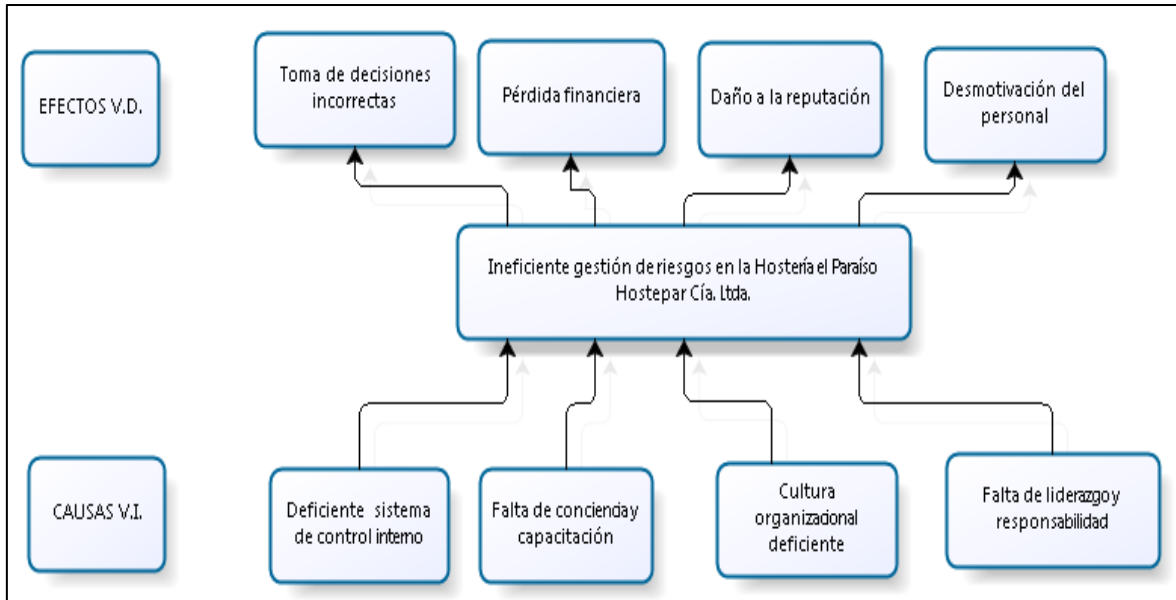 EFECTOS V.D.
Toma de decisiones
incorrectas
Pérdida financiera
Daño a la reputación
Desmotivación del
personal
Ineficiente gestión de riesgos en la Hostería el Paraíso
Hostepar Cía. Ltda.
CAUSAS V.I.
Deficiente sistema
de control interno
Falta de conciencia y
capacitación
Cultura
organizacional
deficiente
Falta de liderazgo y
responsabilidad